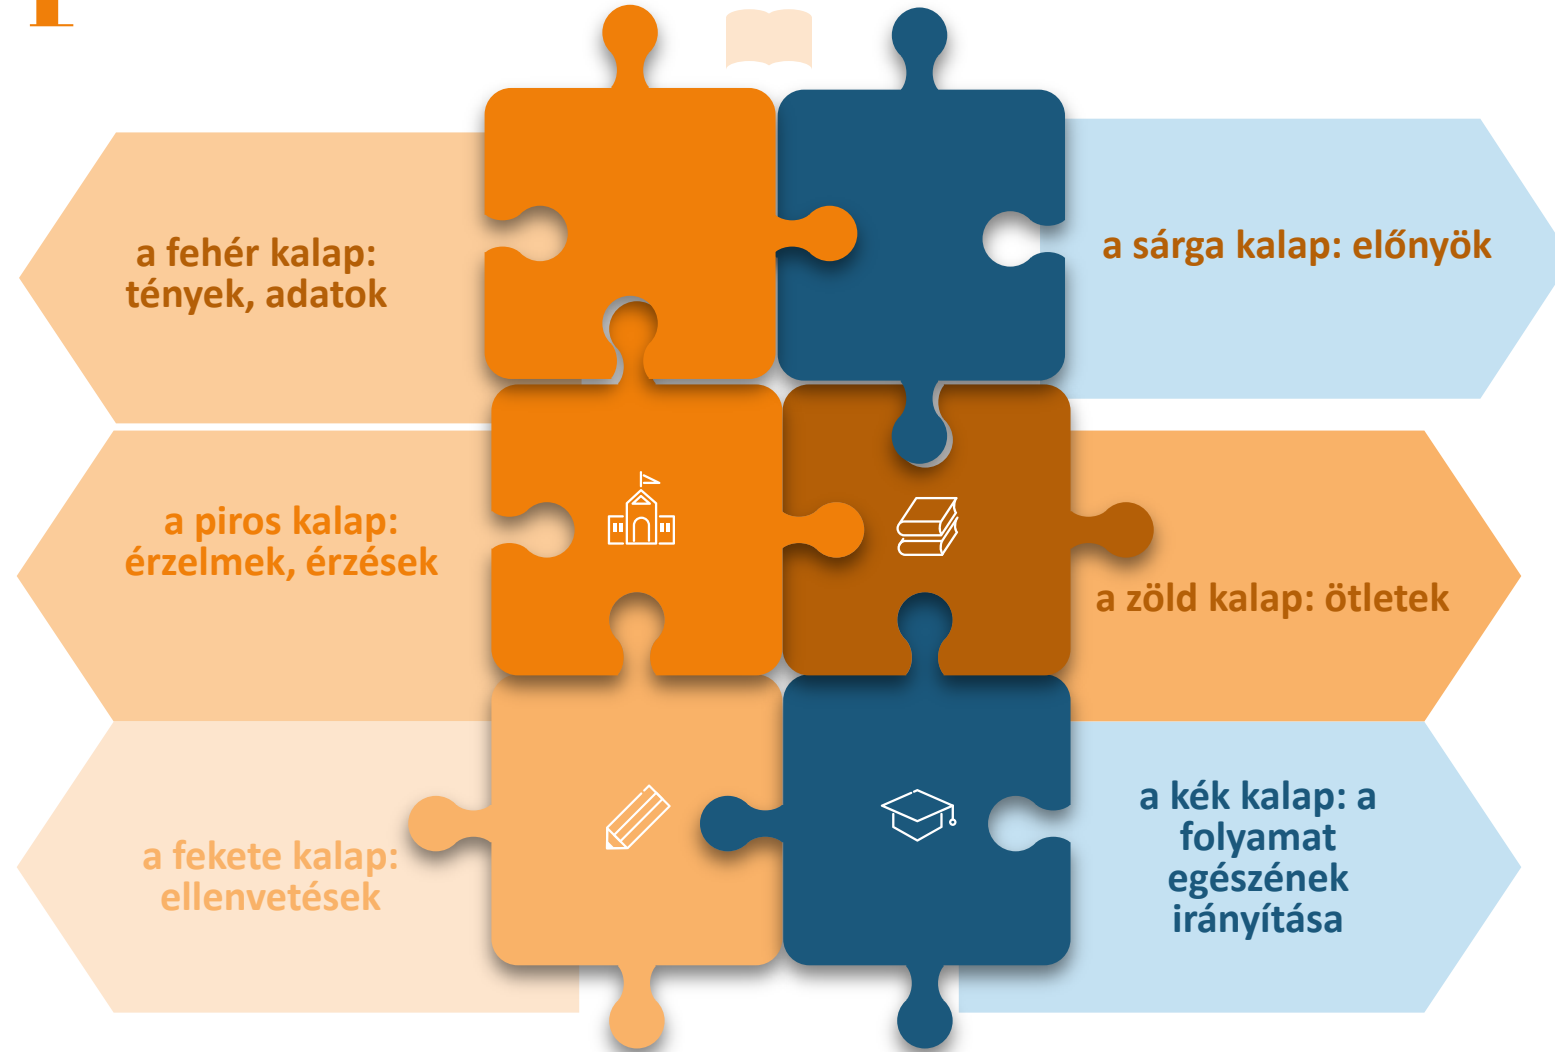 a fehér kalap:
tények, adatok
a piros kalap:
érzelmek, érzések
a fekete kalap:
ellenvetések
a sárga kalap: előnyök
a zöld kalap: ötletek
a kék kalap: a
folyamat
egészének
irányítása